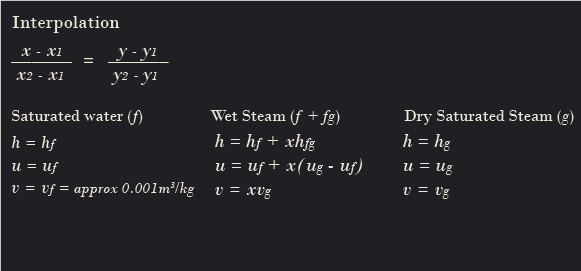 Interpolation
x - x1 / x2 - x1 = y - y1 / y2 - y1
Saturated water (f) Wet Steam (f + fg) Dry Saturated Steam (g)
h = hf h = hf + xhfg h = hg
u = uf u = uf + x(ug - uf) u = ug
v = vf = approx 0.001m³/kg v = xvg v = vg